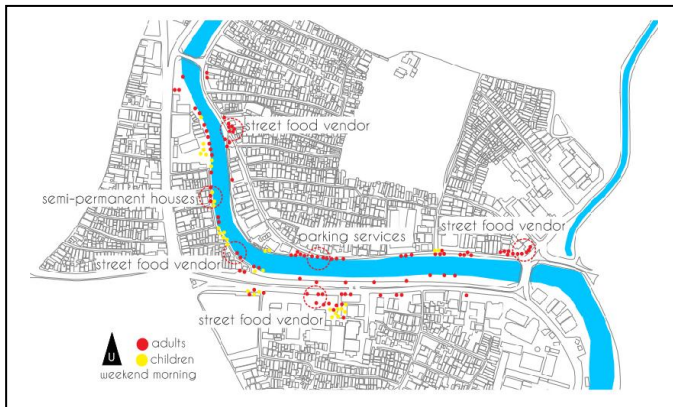 street food vendor
semi-permanent houses
street food vendor
parking services
street food vendor
street food vendor
U
adults
children
weekend morning